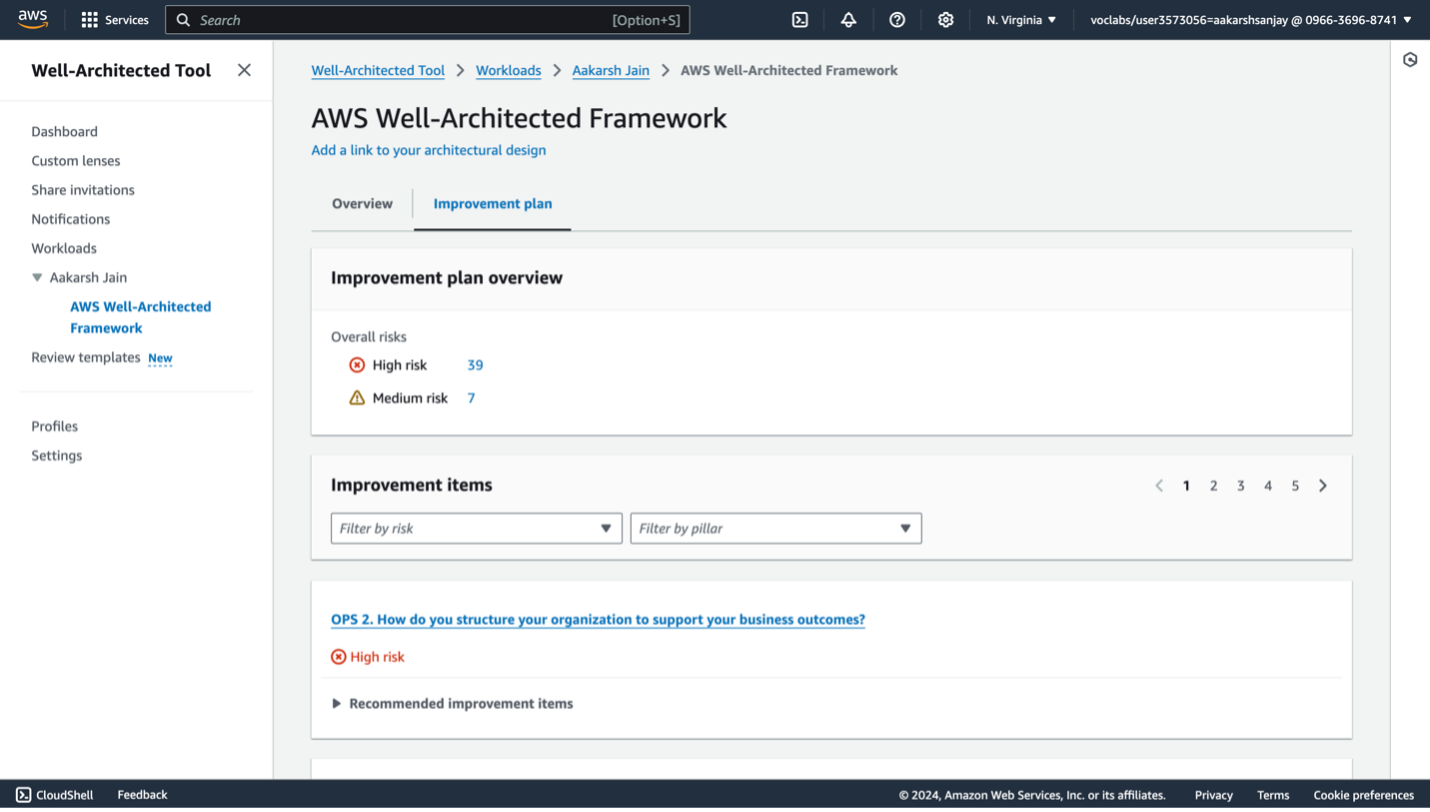 aws
Services
Search
[Option+S]
N. Virginia
voclabs/user3573056=aakarshsanjay @ 0966-3696-8741
Well-Architected Tool
Dashboard
Custom lenses
Share invitations
Notifications
Workloads
Aakarsh Jain
AWS Well-Architected
Framework
Review templates New
Profiles
Settings
Well-Architected Tool > Workloads > Aakarsh Jain > AWS Well-Architected Framework
AWS Well-Architected Framework
Add a link to your architectural design
Overview
Improvement plan
Improvement plan overview
Overall risks
High risk 39
Medium risk 7
Improvement items
1 2 3 4 5
Filter by risk
Filter by pillar
OPS 2. How do you structure your organization to support your business outcomes?
High risk
Recommended improvement items
CloudShell
Feedback
© 2024, Amazon Web Services, Inc. or its affiliates.
Privacy
Terms
Cookie preferences